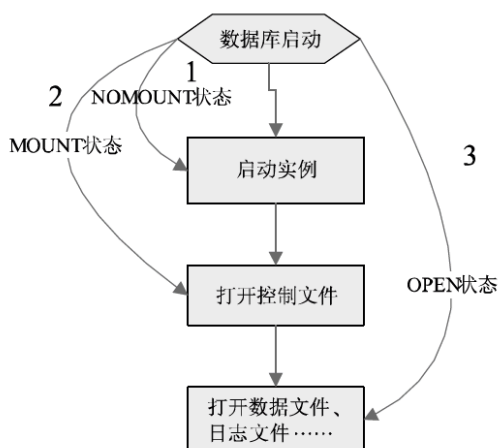 数据库启动
1
2
NOMOUNT状态
MOUNT状态
3
启动实例
OPEN状态
打开控制文件
打开数据文件、
日志文件……